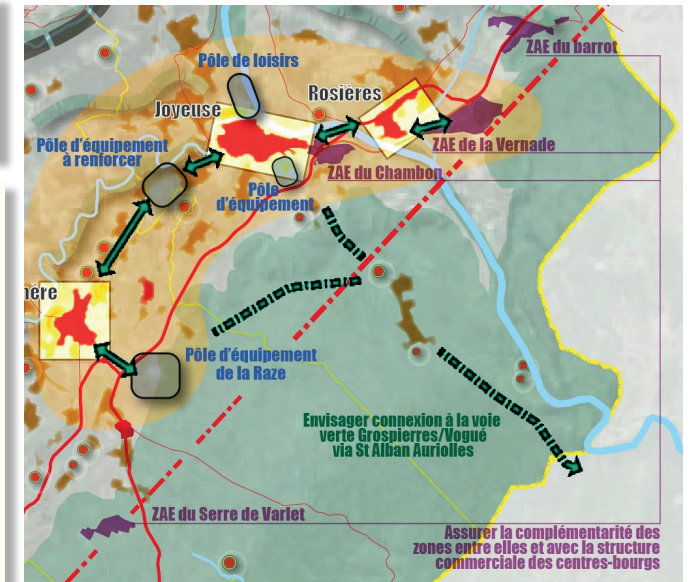 ZAE du barrot
Pôle de loisirs
Rosières
Joyeuse
Pôle d'équipement
à renforcer
ZAE de la Vernade
ZAE du Chambon
Pôle
d'équipement
Pôle d'équipement
de la Raze
Envisager connexion à la voie
verte Grospierres/Vogué
via St Alban Auriolles
ZAE du Serre de Varlet
Assurer la complémentarité des
zones entre elles et avec la structure
commerciale des centres-bourgs